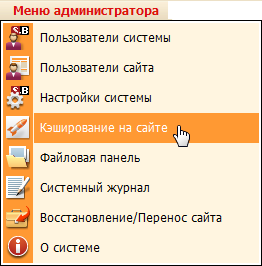 Меню администратора
S.B
Пользователи системы
Пользователи сайта
S.B
Настройки системы
Кэширование на сайте
Файловая панель
Системный журнал
Восстановление/Перенос сайта
О системе